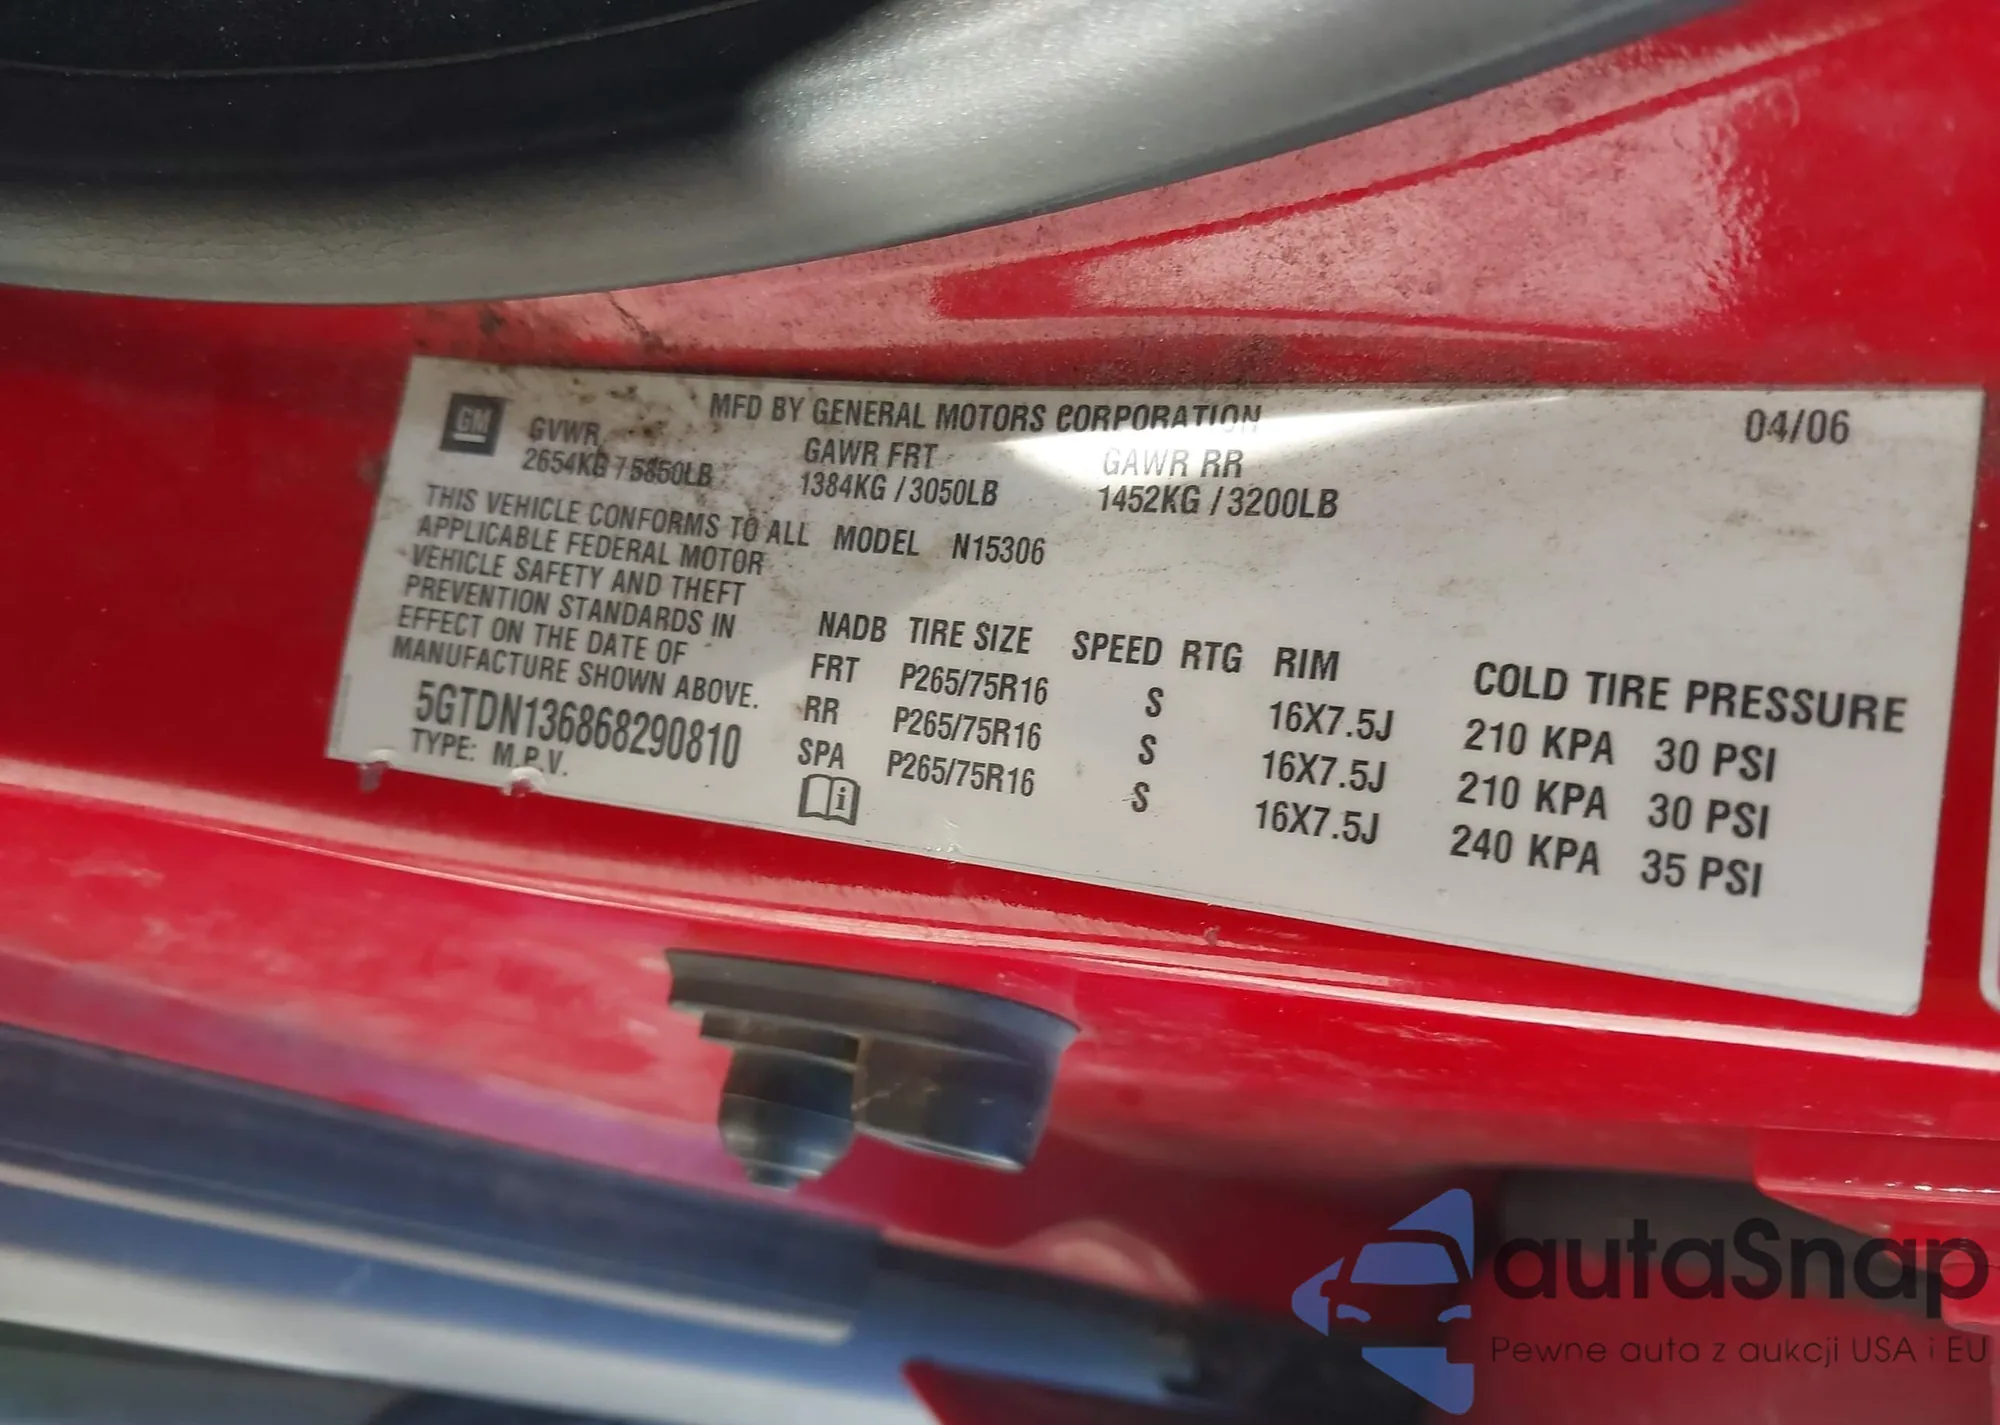 GM
MFD BY GENERAL MOTORS CORPORATION
04/06
GVWR GAWR FRT GAWR RR
2654KG / 5850LB 1384KG / 3050LB 1452KG / 3200LB
THIS VEHICLE CONFORMS TO ALL
APPLICABLE FEDERAL MOTOR
VEHICLE SAFETY AND THEFT
PREVENTION STANDARDS IN
EFFECT ON THE DATE OF
MANUFACTURE SHOWN ABOVE.
5GTDN136868290810
TYPE: M.P.V.
MODEL N15306
NADB TIRE SIZE SPEED RTG RIM COLD TIRE PRESSURE
FRT P265/75R16 S 16X7.5J 210 KPA 30 PSI
RR P265/75R16 S 16X7.5J 210 KPA 30 PSI
SPA P265/75R16 S 16X7.5J 240 KPA 35 PSI
i
autaSnap
Pewne auta z aukcji USA i EU